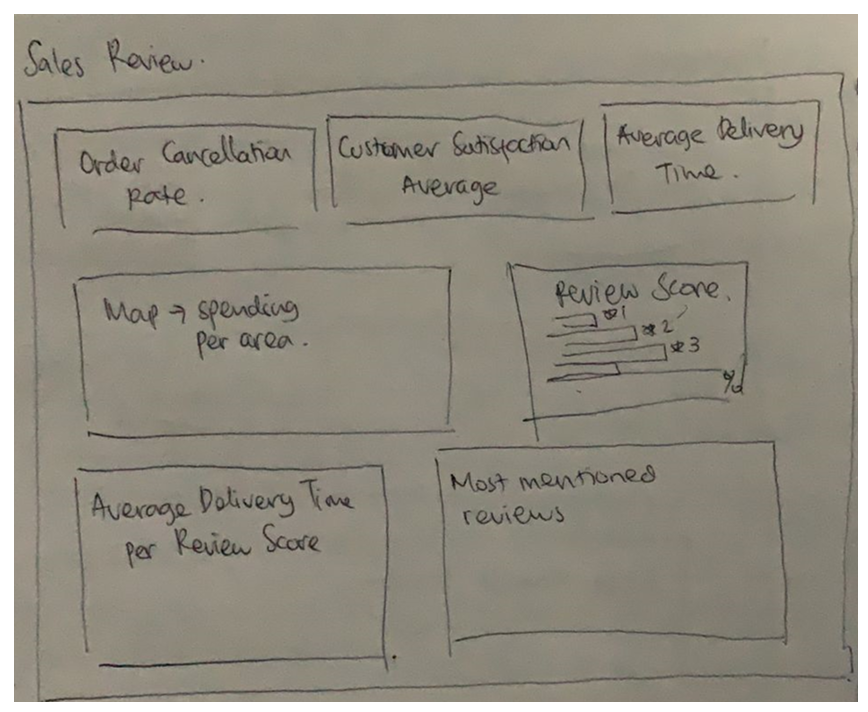 Sales Review.
Order Cancellation
Rate.
Customer Satisfaction
Average
Average Delivery
Time.
Map → spending
per area.
Review Score.
*1
*2
*3
%
Average Delivery Time
per Review Score
Most mentioned
reviews